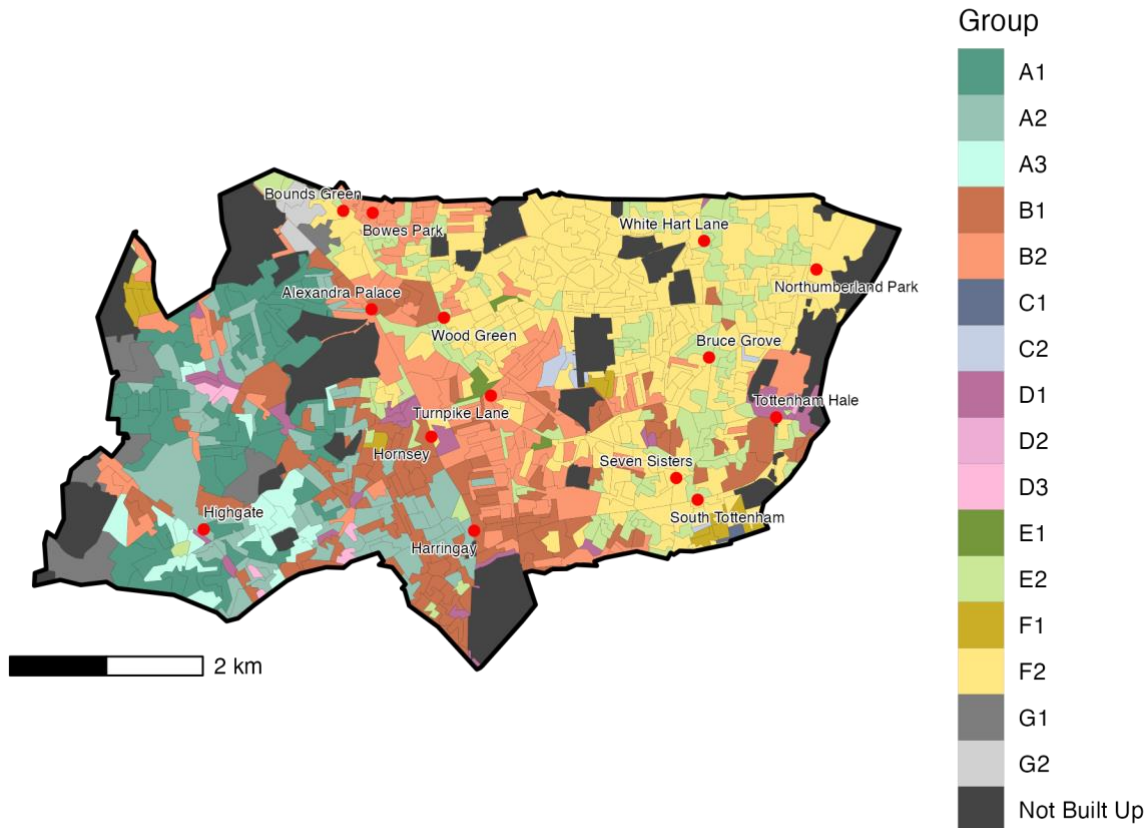 Group
A1
A2
A3
B1
B2
C1
C2
D1
D2
D3
E1
E2
F1
F2
G1
G2
Not Built Up
Bounds Green
Bowes Park
White Hart Lane
Northumberland Park
Alexandra Palace
Wood Green
Bruce Grove
Tottenham Hale
Turnpike Lane
Hornsey
Seven Sisters
South Tottenham
Highgate
Harringay
2 km